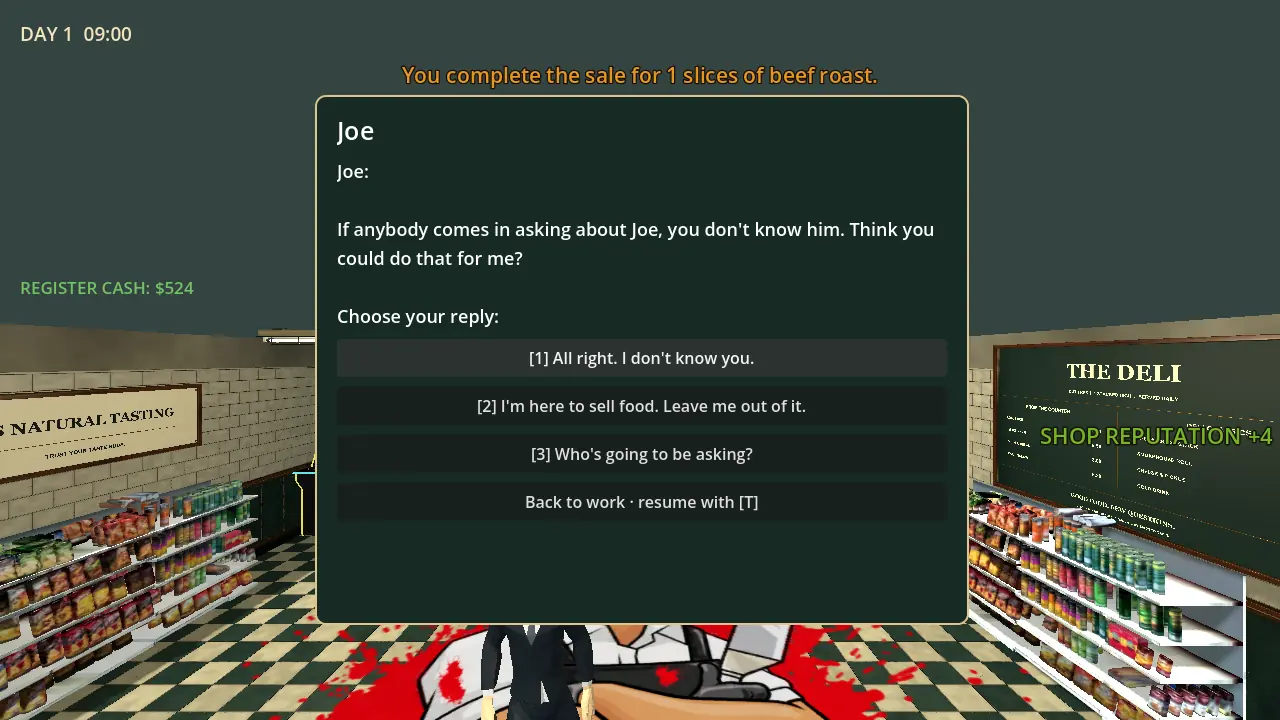 DAY 1 09:00
You complete the sale for 1 slices of beef roast.
Joe
Joe:
If anybody comes in asking about Joe, you don't know him. Think you
could do that for me?
Choose your reply:
[1] All right. I don't know you.
[2] I'm here to sell food. Leave me out of it.
[3] Who's going to be asking?
Back to work · resume with [T]
REGISTER CASH: $524
NATURAL TASTING
THE DELI
SHOP REPUTATION +4
COLD DRINK